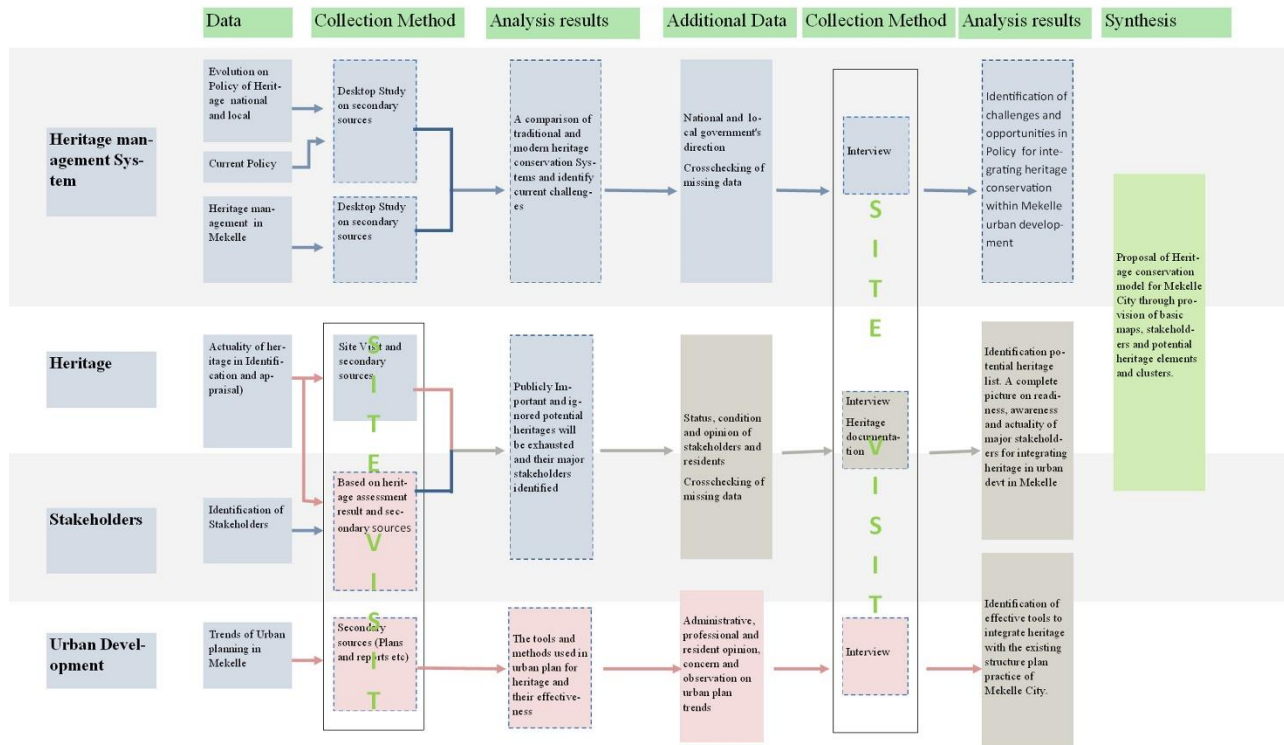 Data
Collection Method
Analysis results
Additional Data
Collection Method
Analysis results
Synthesis
Heritage man-
agement Sys-
tem
Evolution on
Policy of Herit-
age national
and local
Current Policy
Heritage manage-
ment in
Mekelle
Desktop Study
on secondary
sources
Desktop Study
on secondary
sources
A comparison of
traditional and
modern heritage
conservation Sys-
tems and identify
current challeng-
es
National and lo-
cal government's
direction
Crosschecking of
missing data
Interview
Identification of
challenges and
opportunities in
Policy for inte-
grating heritage
conservation
within Mekelle
urban develop-
ment
Proposal of Herit-
age conservation
model for Mekelle
City through pro-
vision of basic
maps, stakehold-
ers and potential
heritage elements
and clusters.
Heritage
Actuality of her-
itage in Identifi-
cation and ap-
praisal)
Site Visit and
secondary
sources
Publicly Im-
portant and ig-
nored potential
heritages will
be exhausted
and their major
stakeholders
identified
Status, condition
and opinion of
stakeholders and
residents
Crosschecking of
missing data
Interview
Heritage
documenta-
tion
Identification po-
tential heritage
list. A complete
picture on readi-
ness, awareness
and actuality of
major stakehold-
ers for integrating
heritage in urban
devt in Mekelle
Stakeholders
Identification of
Stakeholders
Based on heritage
assessment
result and sec-
ondary sources
Urban Devel-
opment
Trends of Urban
planning in
Mekelle
Secondary
sources (Plans
and reports etc)
The tools and
methods used in
urban plan for
heritage and
their effective-
ness
Administrative,
professional and
resident opinion,
concern and
observation on
urban plan
trends
Interview
Identification of
effective tools to
integrate heritage
with the existing
structure plan
practice of
Mekelle City.
SITE VISIT
SITE VISIT